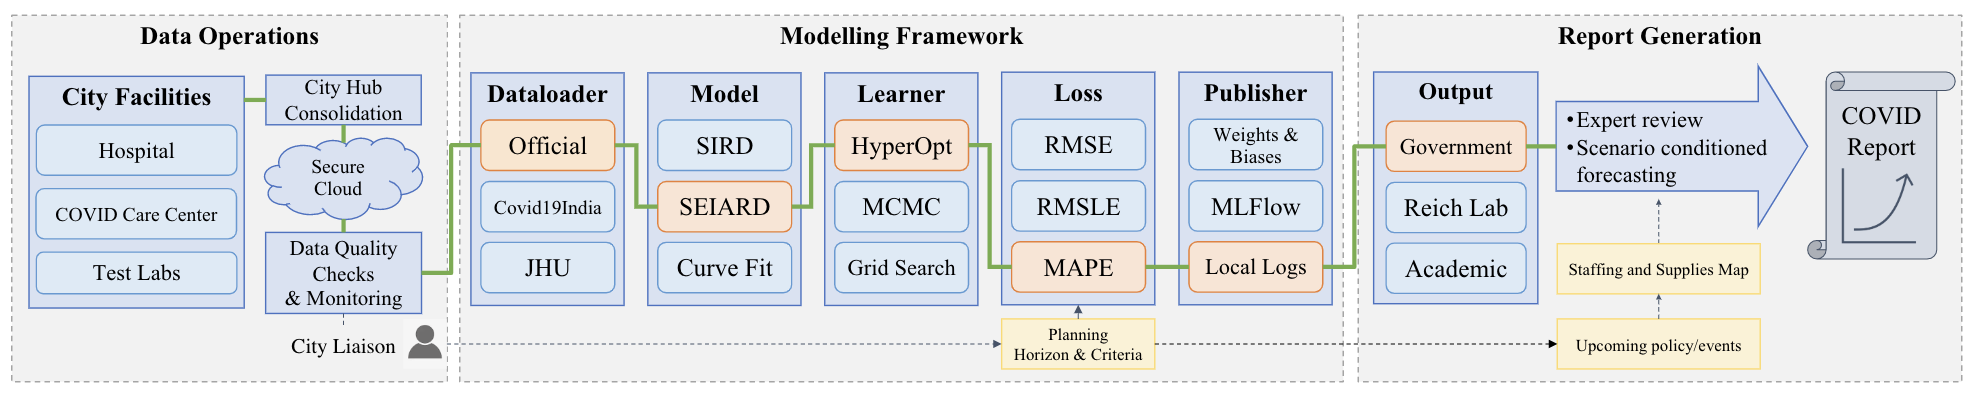 Data Operations
City Facilities
Hospital
COVID Care Center
Test Labs
City Hub
Consolidation
Secure
Cloud
Data Quality
Checks
& Monitoring
City Liaison
Modelling Framework
Dataloader
Official
Covid19India
JHU
Model
SIRD
SEIARD
Curve Fit
Learner
HyperOpt
MCMC
Grid Search
Loss
RMSE
RMSLE
MAPE
Planning
Horizon & Criteria
Publisher
Weights &
Biases
MLFlow
Local Logs
Report Generation
Output
Government
Reich Lab
Academic
•Expert review
•Scenario conditioned
forecasting
Staffing and Supplies Map
Upcoming policy/events
COVID
Report